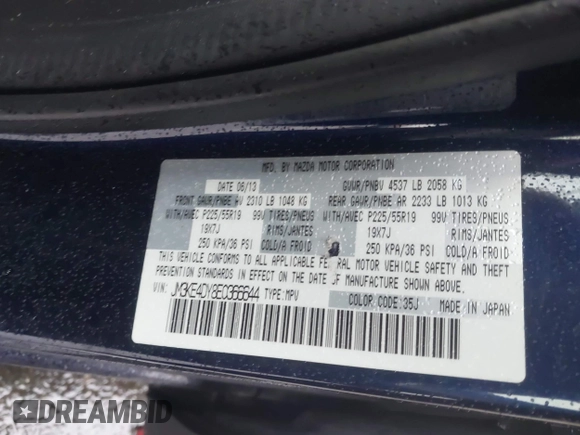 MFD. BY MAZDA MOTOR CORPORATION
DATE 06/13 GVWR/PNBV 4537 LB 2058 KG
FRONT GAWR/PNBE AV 2310 LB 1048 KG REAR GAWR/PNBE AR 2233 LB 1013 KG
WITH/AVEC P225/55R19 99V TIRES/PNEUS WITH/AVEC P225/55R19 99V TIRES/PNEUS
19X7J RIMS/JANTES 19X7J RIMS/JANTES
250 KPA/36 PSI COLD/A FROID 250 KPA/36 PSI COLD/A FROID
THIS VEHICLE CONFORMS TO ALL APPLICABLE FE RAL MOTOR VEHICLE SAFETY AND THEFT
PREVENTION STANDARDS IN EFFECT ON THE DATE OF MANUFACTURE SHOWN ABOVE.
VIN: JM3KE4DY8E0366644 TYPE:MPV COLOR CODE:35J MADE IN JAPAN
DREAMBID